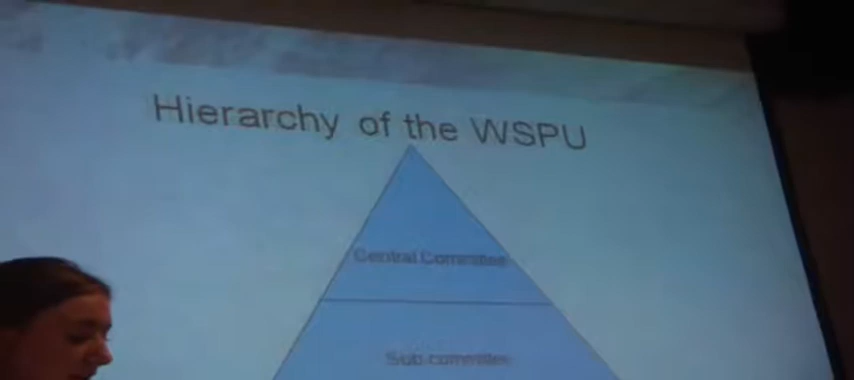 Hierarchy of the WSPU
Central Committee
Sub committee